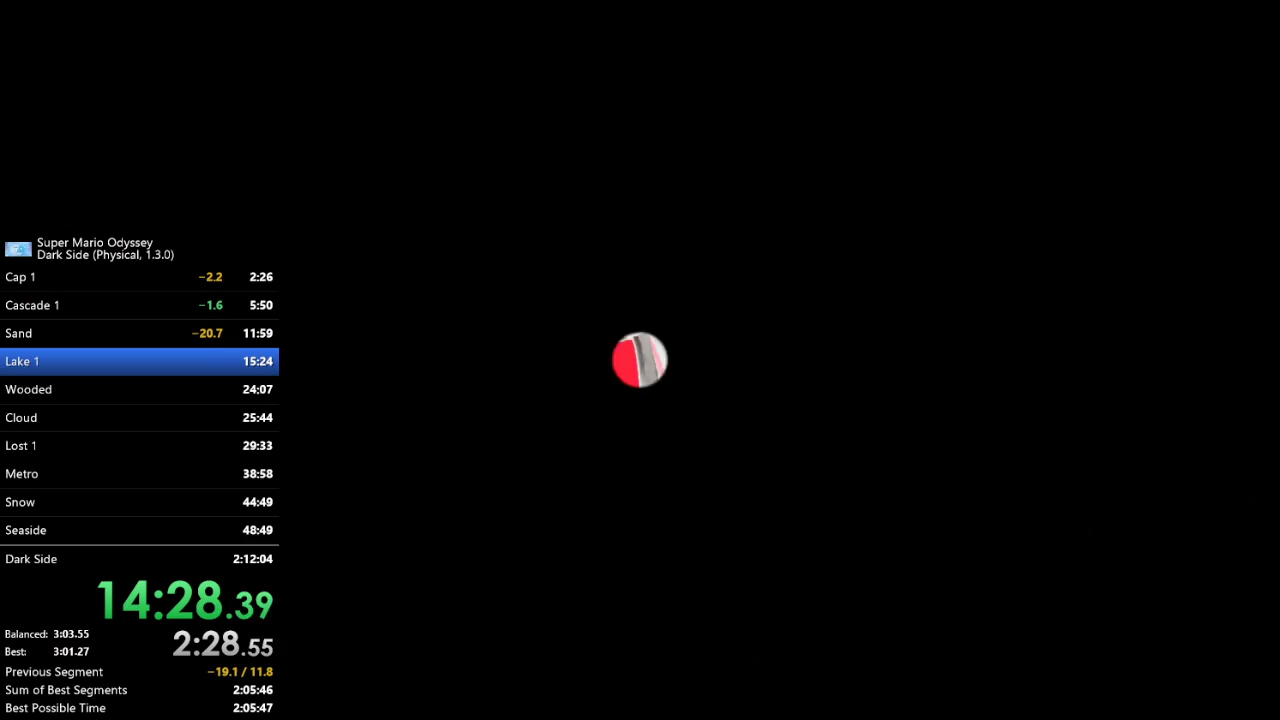 Super Mario Odyssey
Dark Side (Physical, 1.3.0)
Cap 1 −2.2 2:26
Cascade 1 −1.6 5:50
Sand −20.7 11:59
Lake 1 15:24
Wooded 24:07
Cloud 25:44
Lost 1 29:33
Metro 38:58
Snow 44:49
Seaside 48:49
Dark Side 2:12:04
14:28.39
Balanced: 3:03.55
Best: 3:01.27
2:28.55
Previous Segment −19.1 / 11.8
Sum of Best Segments 2:05:46
Best Possible Time 2:05:47